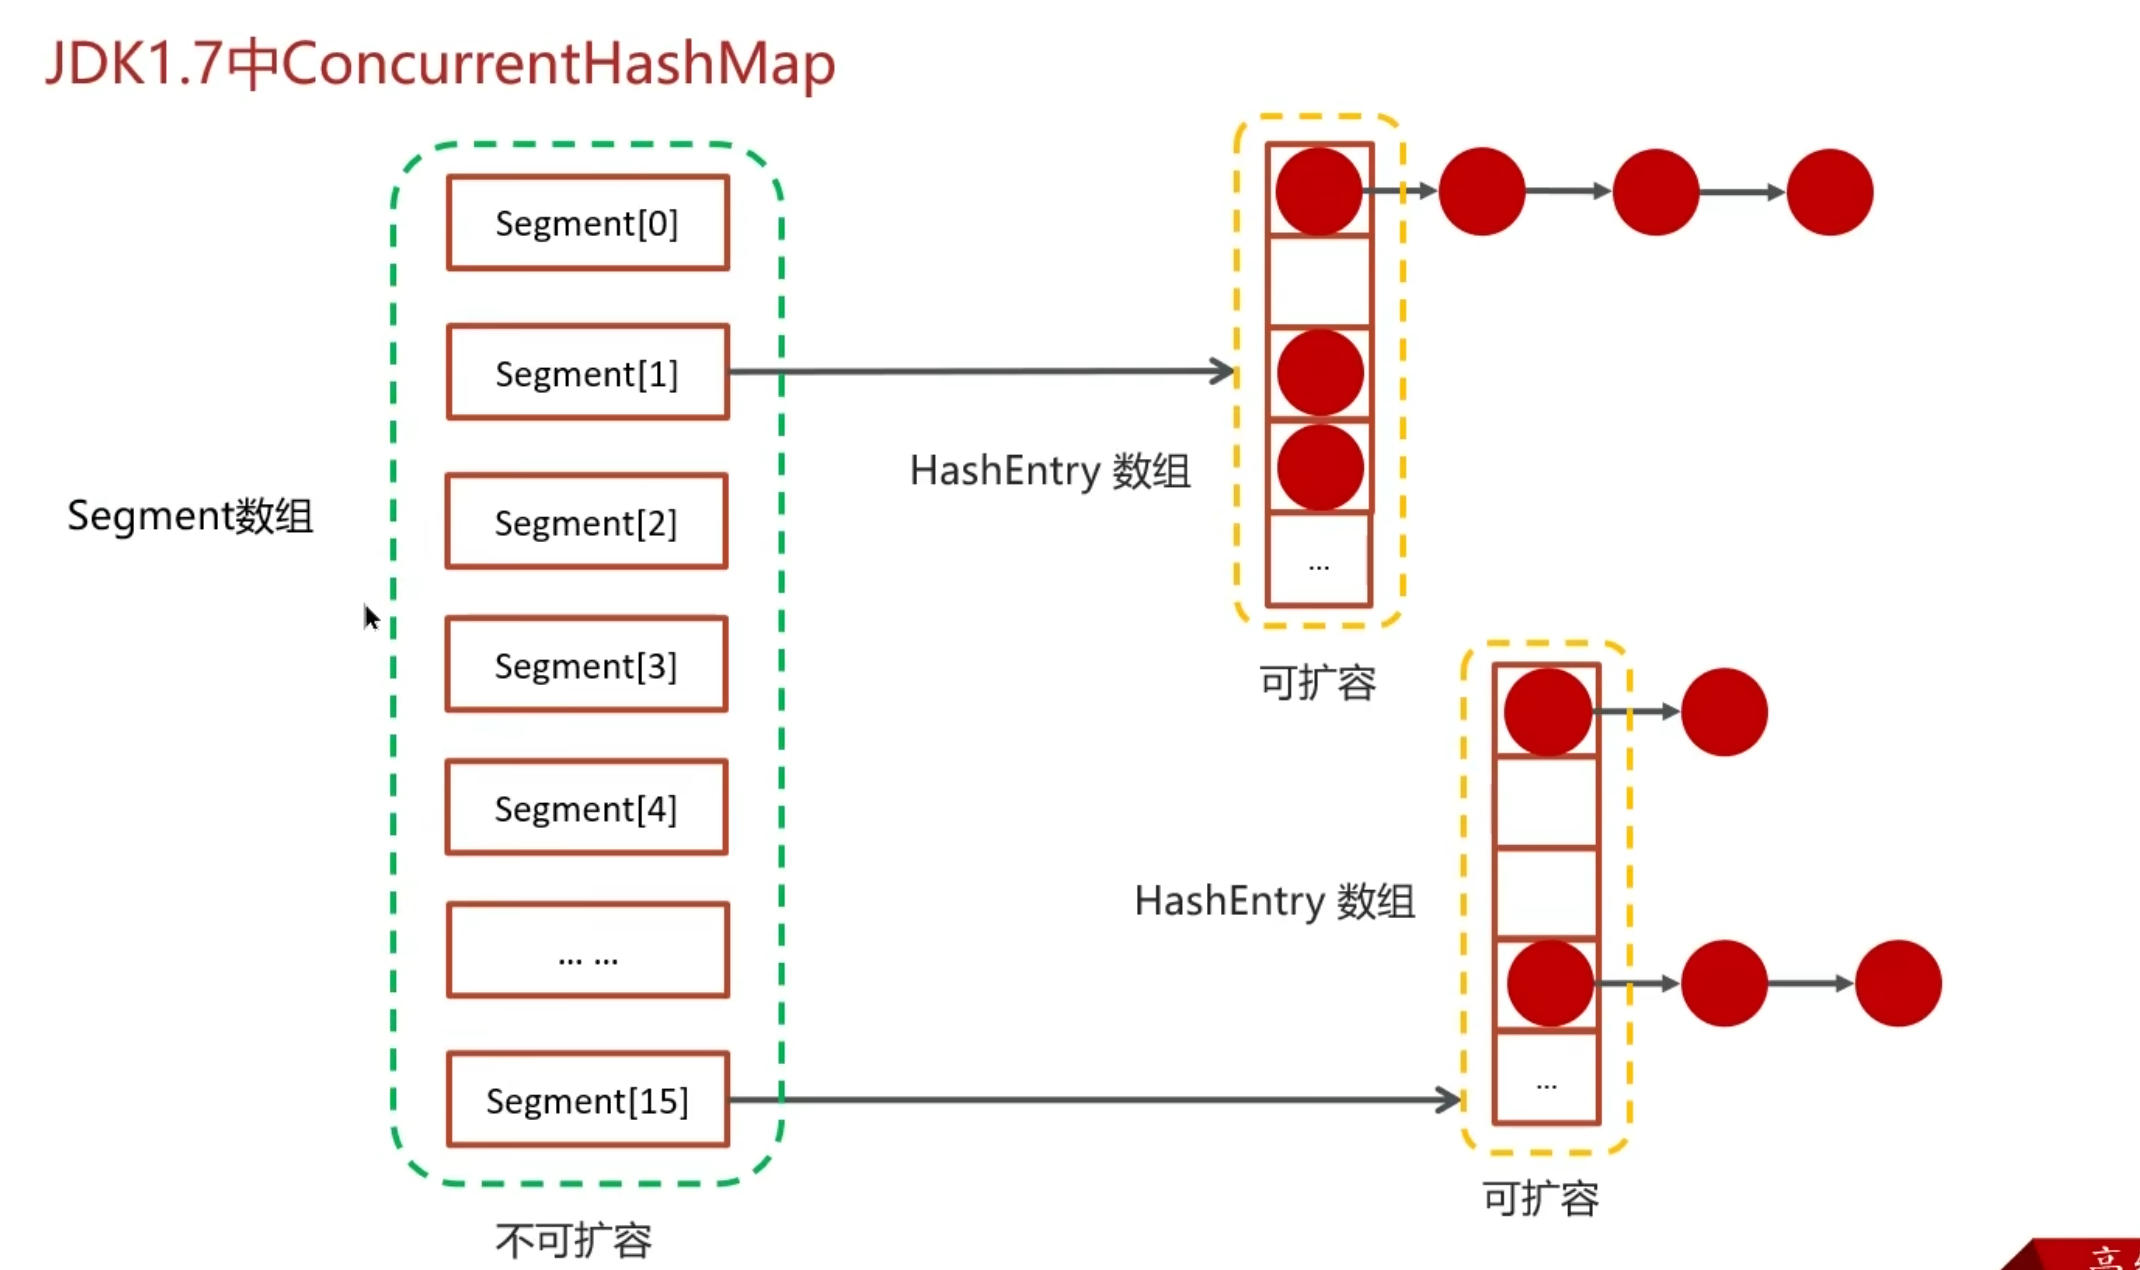 JDK1.7中ConcurrentHashMap
Segment数组
Segment[0]
Segment[1]
Segment[2]
Segment[3]
Segment[4]
... ...
Segment[15]
不可扩容
HashEntry 数组
...
可扩容
HashEntry 数组
...
可扩容
高